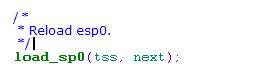 /*
* Reload esp0.
*/
load_sp0(tss, next);